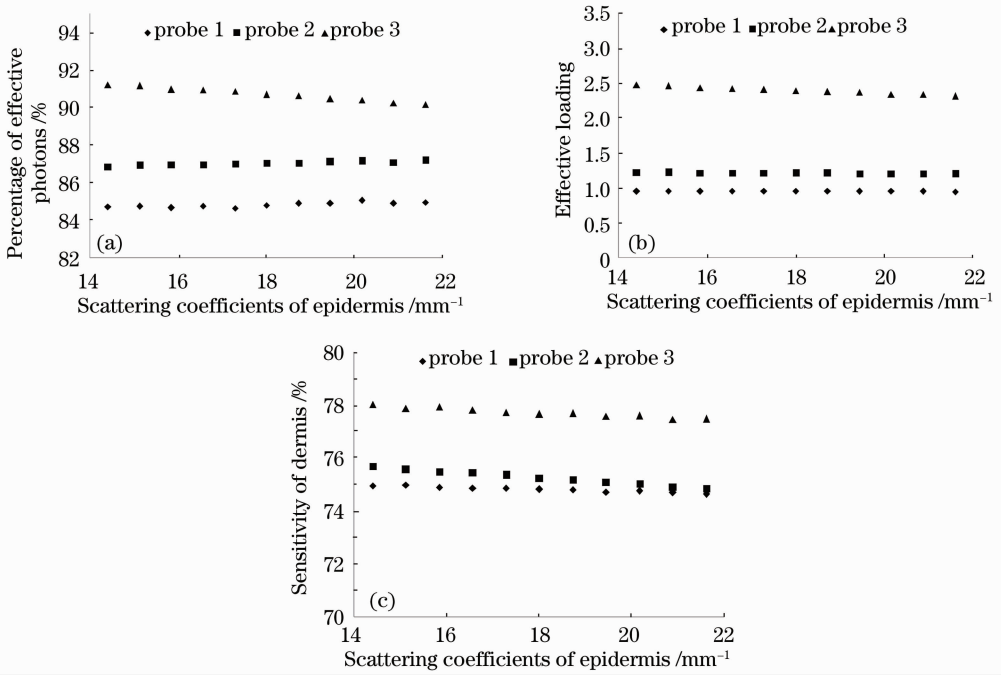 probe 1 probe 2 probe 3
94
92
90
88
86
84
82
Percentage of effective
photons /%
(a)
14 16 18 20 22
Scattering coefficients of epidermis /mm⁻¹
probe 1 probe 2 probe 3
3.5
3.0
2.5
2.0
1.5
1.0
0.5
0
Effective loading
(b)
14 16 18 20 22
Scattering coefficients of epidermis /mm⁻¹
probe 1 probe 2 probe 3
80
78
76
74
72
70
Sensitivity of dermis /%
(c)
14 16 18 20 22
Scattering coefficients of epidermis /mm⁻¹